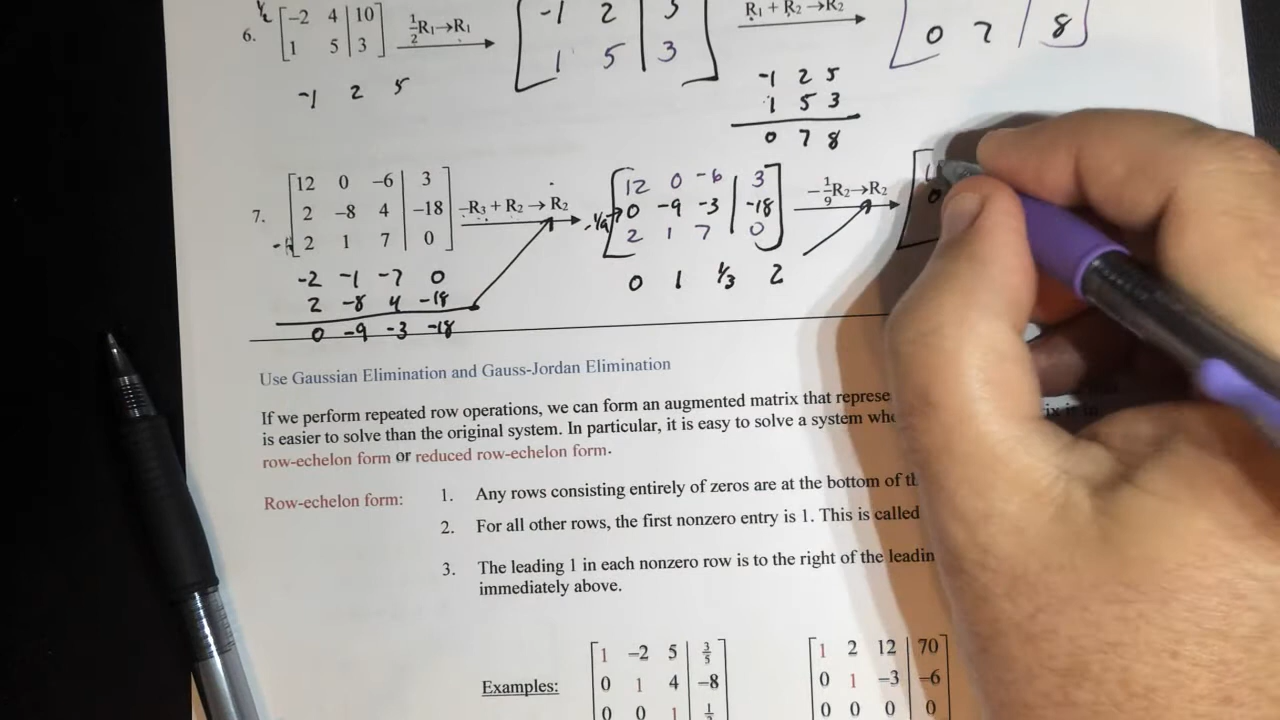 6. ½ [-2 4 | 10] ½R₁→R₁ [-1 2 | 5] R₁ + R₂ →R₂
[1 5 | 3] [1 5 | 3] [0 7 | 8]
-1 2 5
-1 2 5
1 5 3
0 7 8
7. [12 0 -6 | 3] [12 0 -6 | 3]
[2 -8 4 | -18] -R₃ + R₂ → R₂ -1/9→ [0 -9 -3 | -18] -1/9R₂→R₂ [0
[2 1 7 | 0] [2 1 7 | 0]
-2 -1 -7 0 0 1 ⅓ 2
2 -8 4 -18
0 -9 -3 -18
Use Gaussian Elimination and Gauss-Jordan Elimination
If we perform repeated row operations, we can form an augmented matrix that represe
is easier to solve than the original system. In particular, it is easy to solve a system ix is in
row-echelon form or reduced row-echelon form.
Row-echelon form: 1. Any rows consisting entirely of zeros are at the bottom of
2. For all other rows, the first nonzero entry is 1. This is called
3. The leading 1 in each nonzero row is to the right of the leadin
immediately above.
Examples: [1 -2 5 | 3/5] [1 2 12 | 70]
[0 1 4 | -8] [0 1 -3 | -6]
[0 0 1 | [0 0 0 | 0]